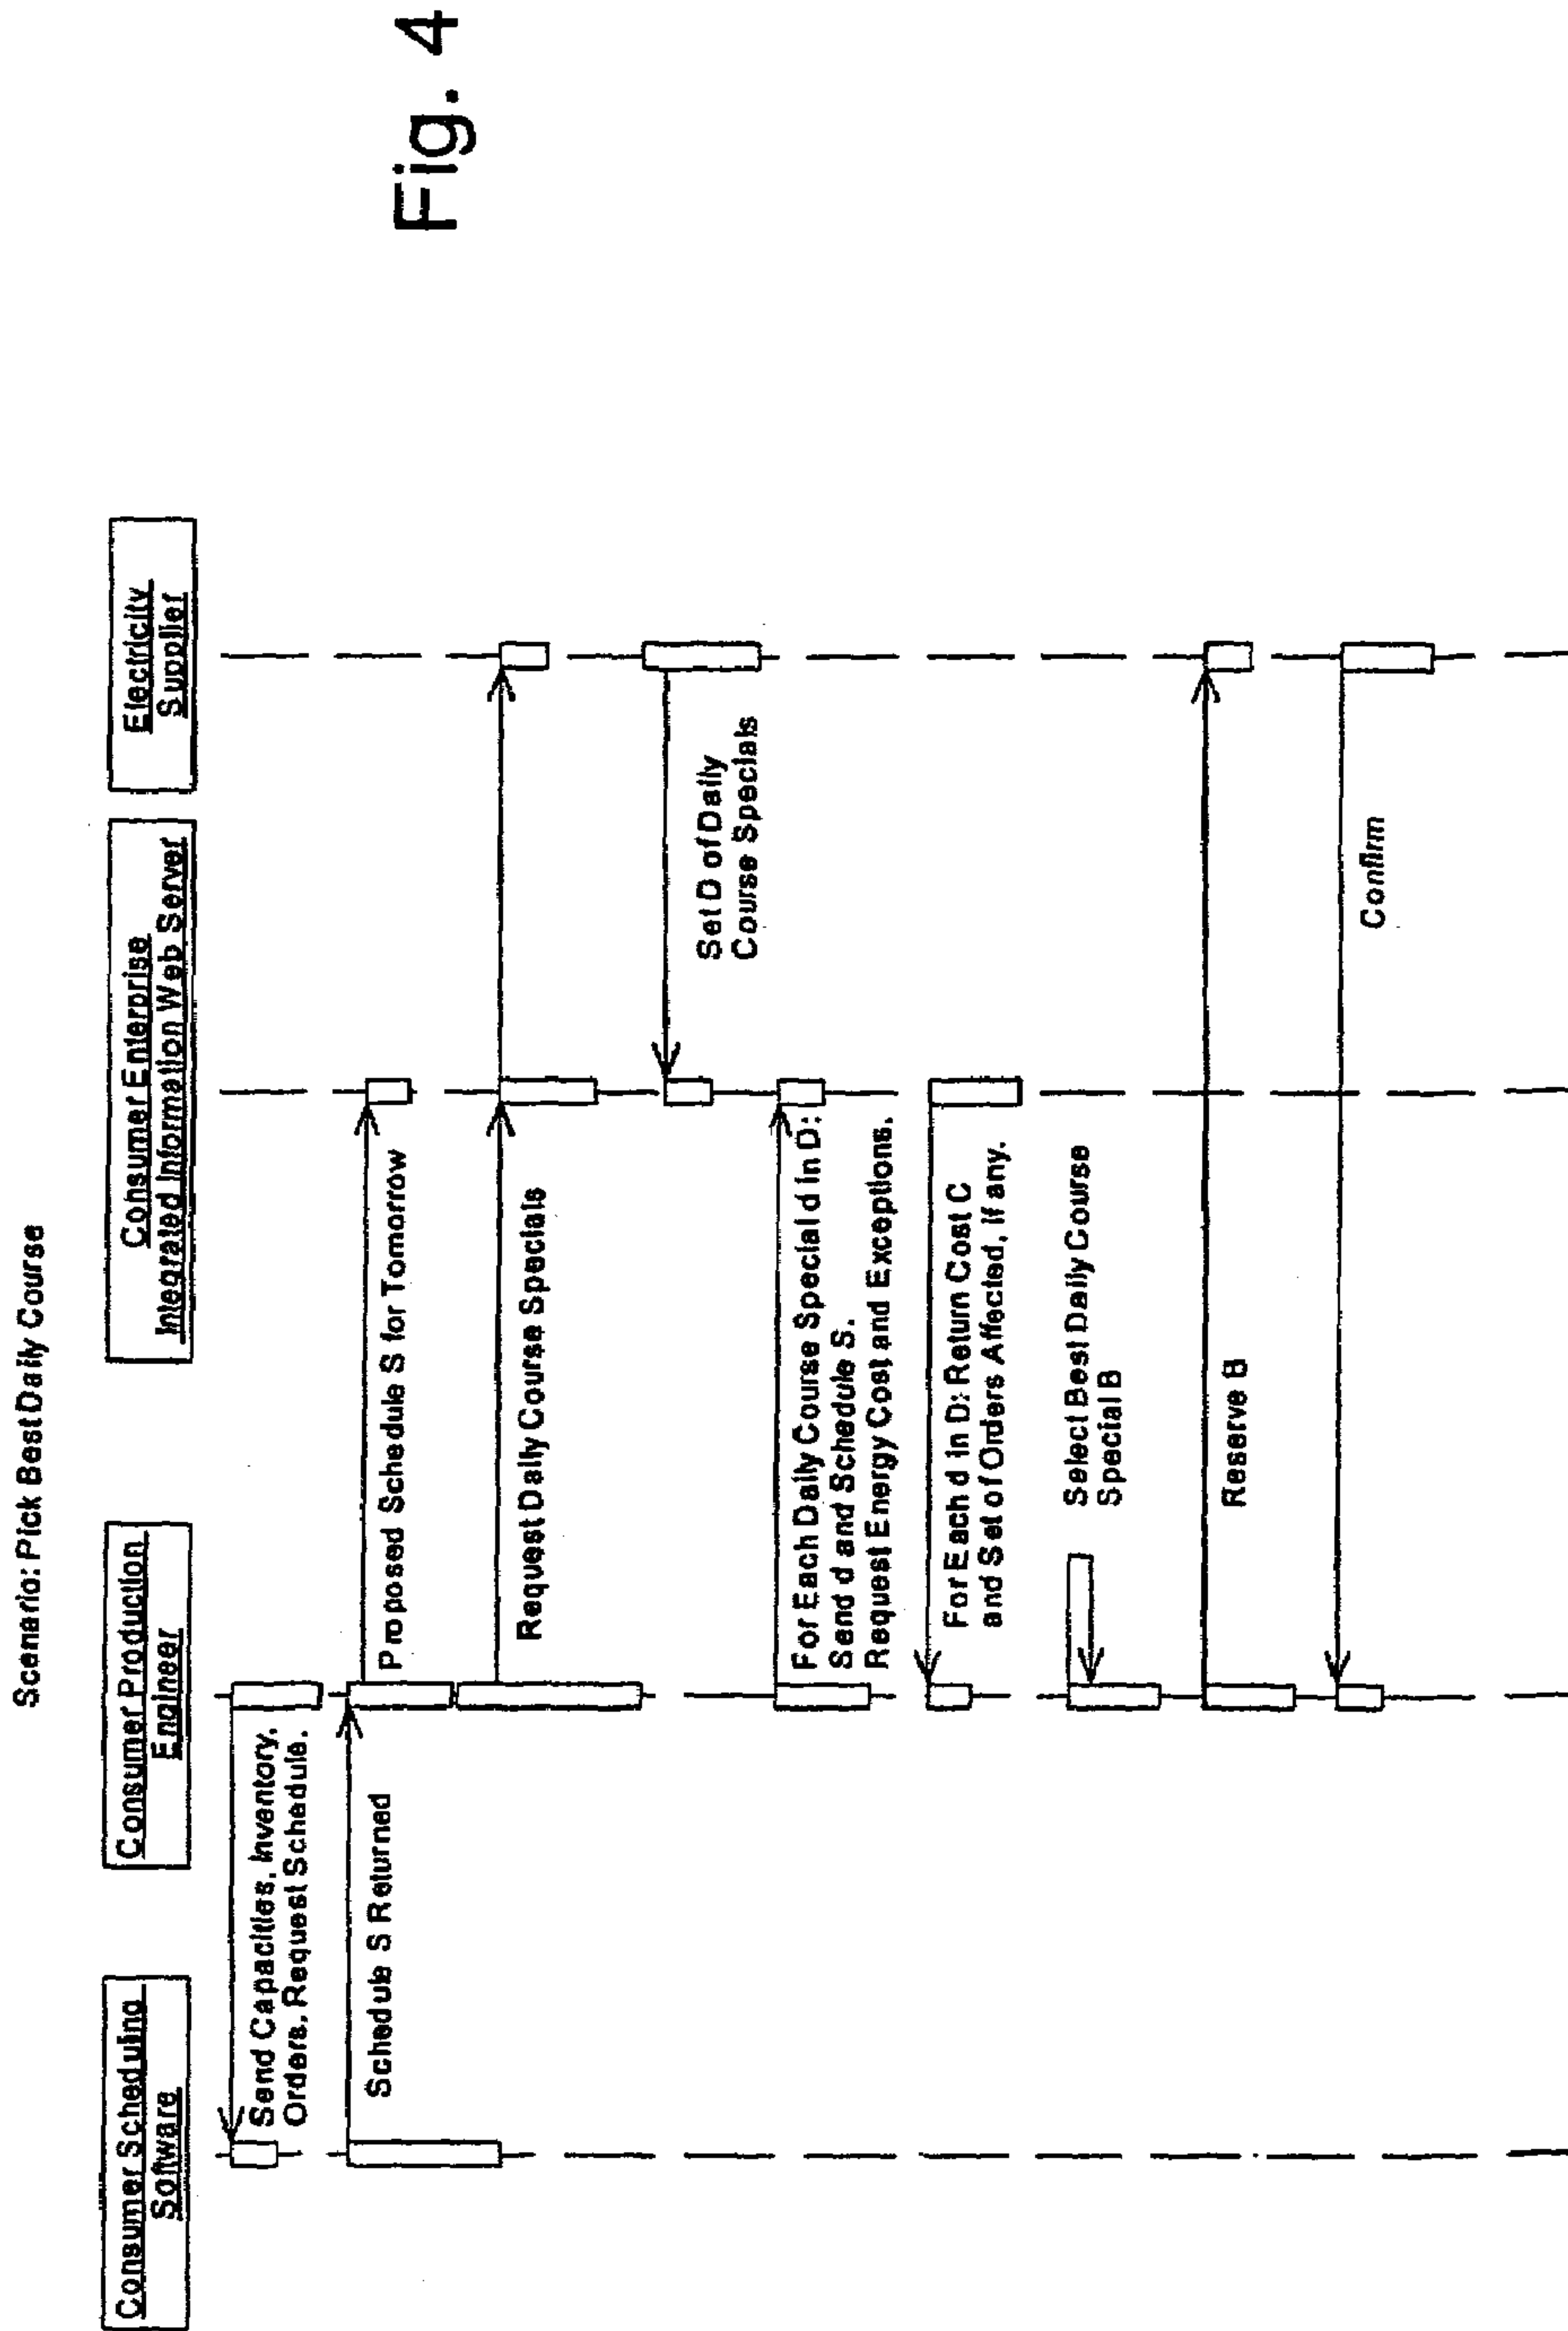 Scenario: Pick Best Daily Course
Consumer Scheduling
Software
Consumer Production
Engineer
Consumer Enterprise
Integrated Information Web Server
Electricity
Supplier
Send Capacities, Inventory,
Orders, Request Schedule.
Schedule S Returned
Proposed Schedule S for Tomorrow
Request Daily Course Specials
Set D of Daily
Course Specials
For Each Daily Course Special d in D:
Send d and Schedule S.
Request Energy Cost and Exceptions.
For Each d in D: Return Cost C
and Set of Orders Affected, if any.
Select Best Daily Course
Special B
Reserve B
Confirm
Fig. 4